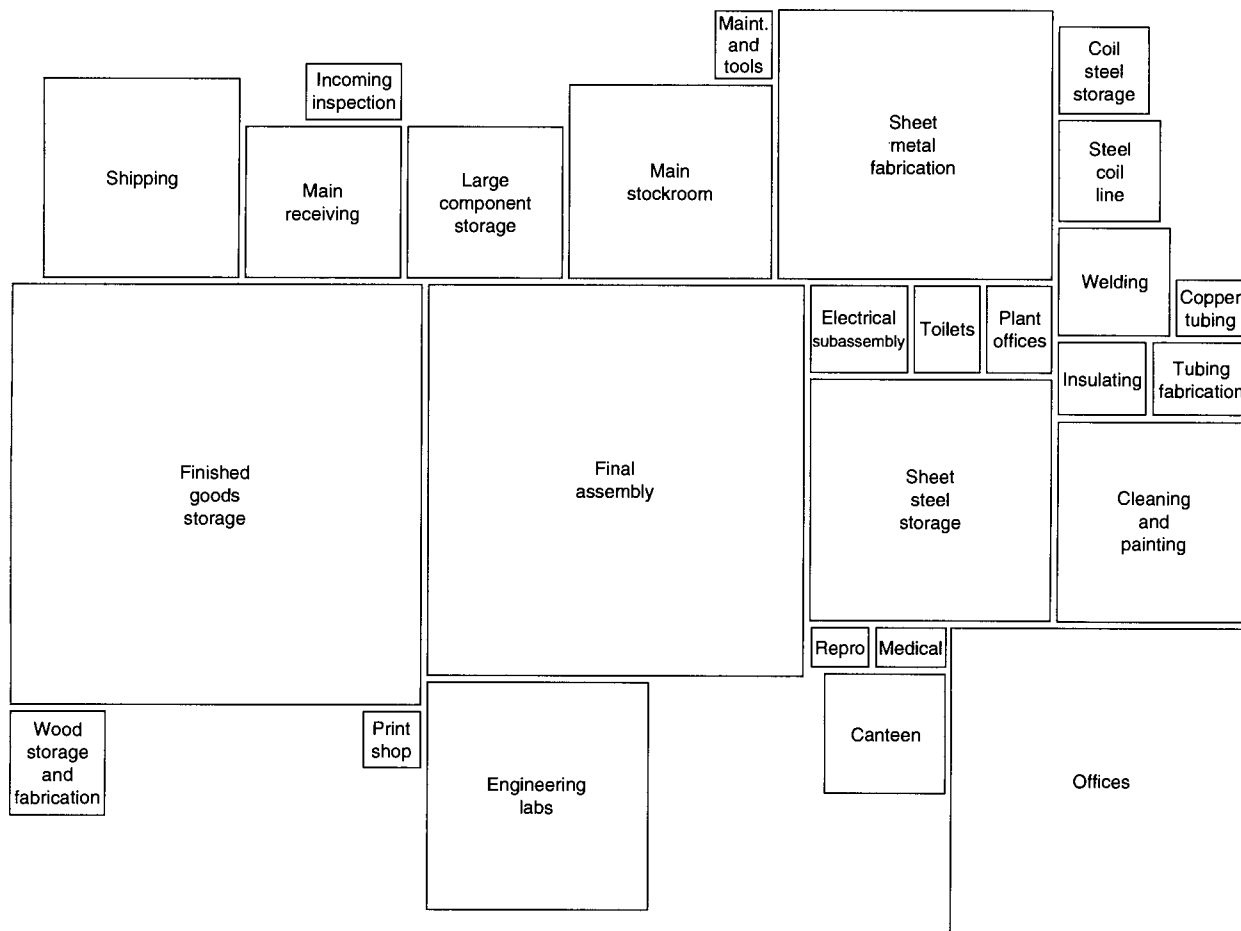 Maint.
and
tools
Coil
steel
storage
Incoming
inspection
Shipping
Main
receiving
Large
component
storage
Main
stockroom
Sheet
metal
fabrication
Steel
coil
line
Welding
Copper
tubing
Electrical
subassembly
Toilets
Plant
offices
Insulating
Tubing
fabrication
Finished
goods
storage
Final
assembly
Sheet
steel
storage
Cleaning
and
painting
Repro
Medical
Wood
storage
and
fabrication
Print
shop
Engineering
labs
Canteen
Offices